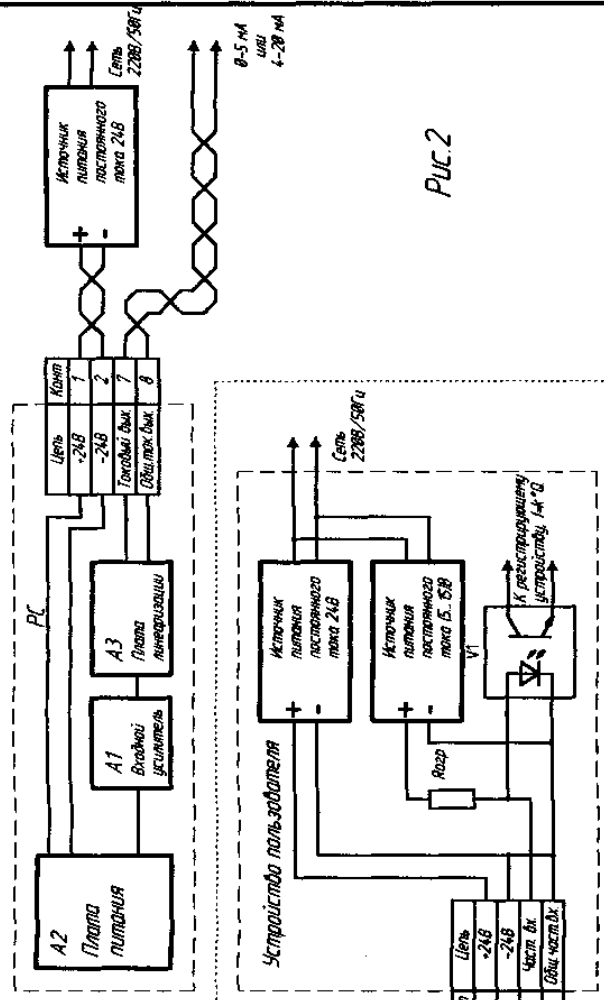 Рис.2
PC
А2
Плата
питания
А1
Входной
усилитель
А3
Плата
линеаризации
Цепь
Конт
+24В
1
-24В
2
Токовый вых.
7
Общ.ток.вых.
8
Источник
питания
постоянного
тока 24В
+
-
Сеть
220В/50Гц
0-5 мА
или
4-20 мА
Устройство пользователя
Цепь
+24В
-24В
Част. вх.
Общ. част.вх.
Rогр
Источник
питания
постоянного
тока 24В
+
-
Источник
питания
постоянного
тока (5...15)В
+
-
V1
Сеть
220В/50Гц
К регистрирующему
устройству, f=k*Q